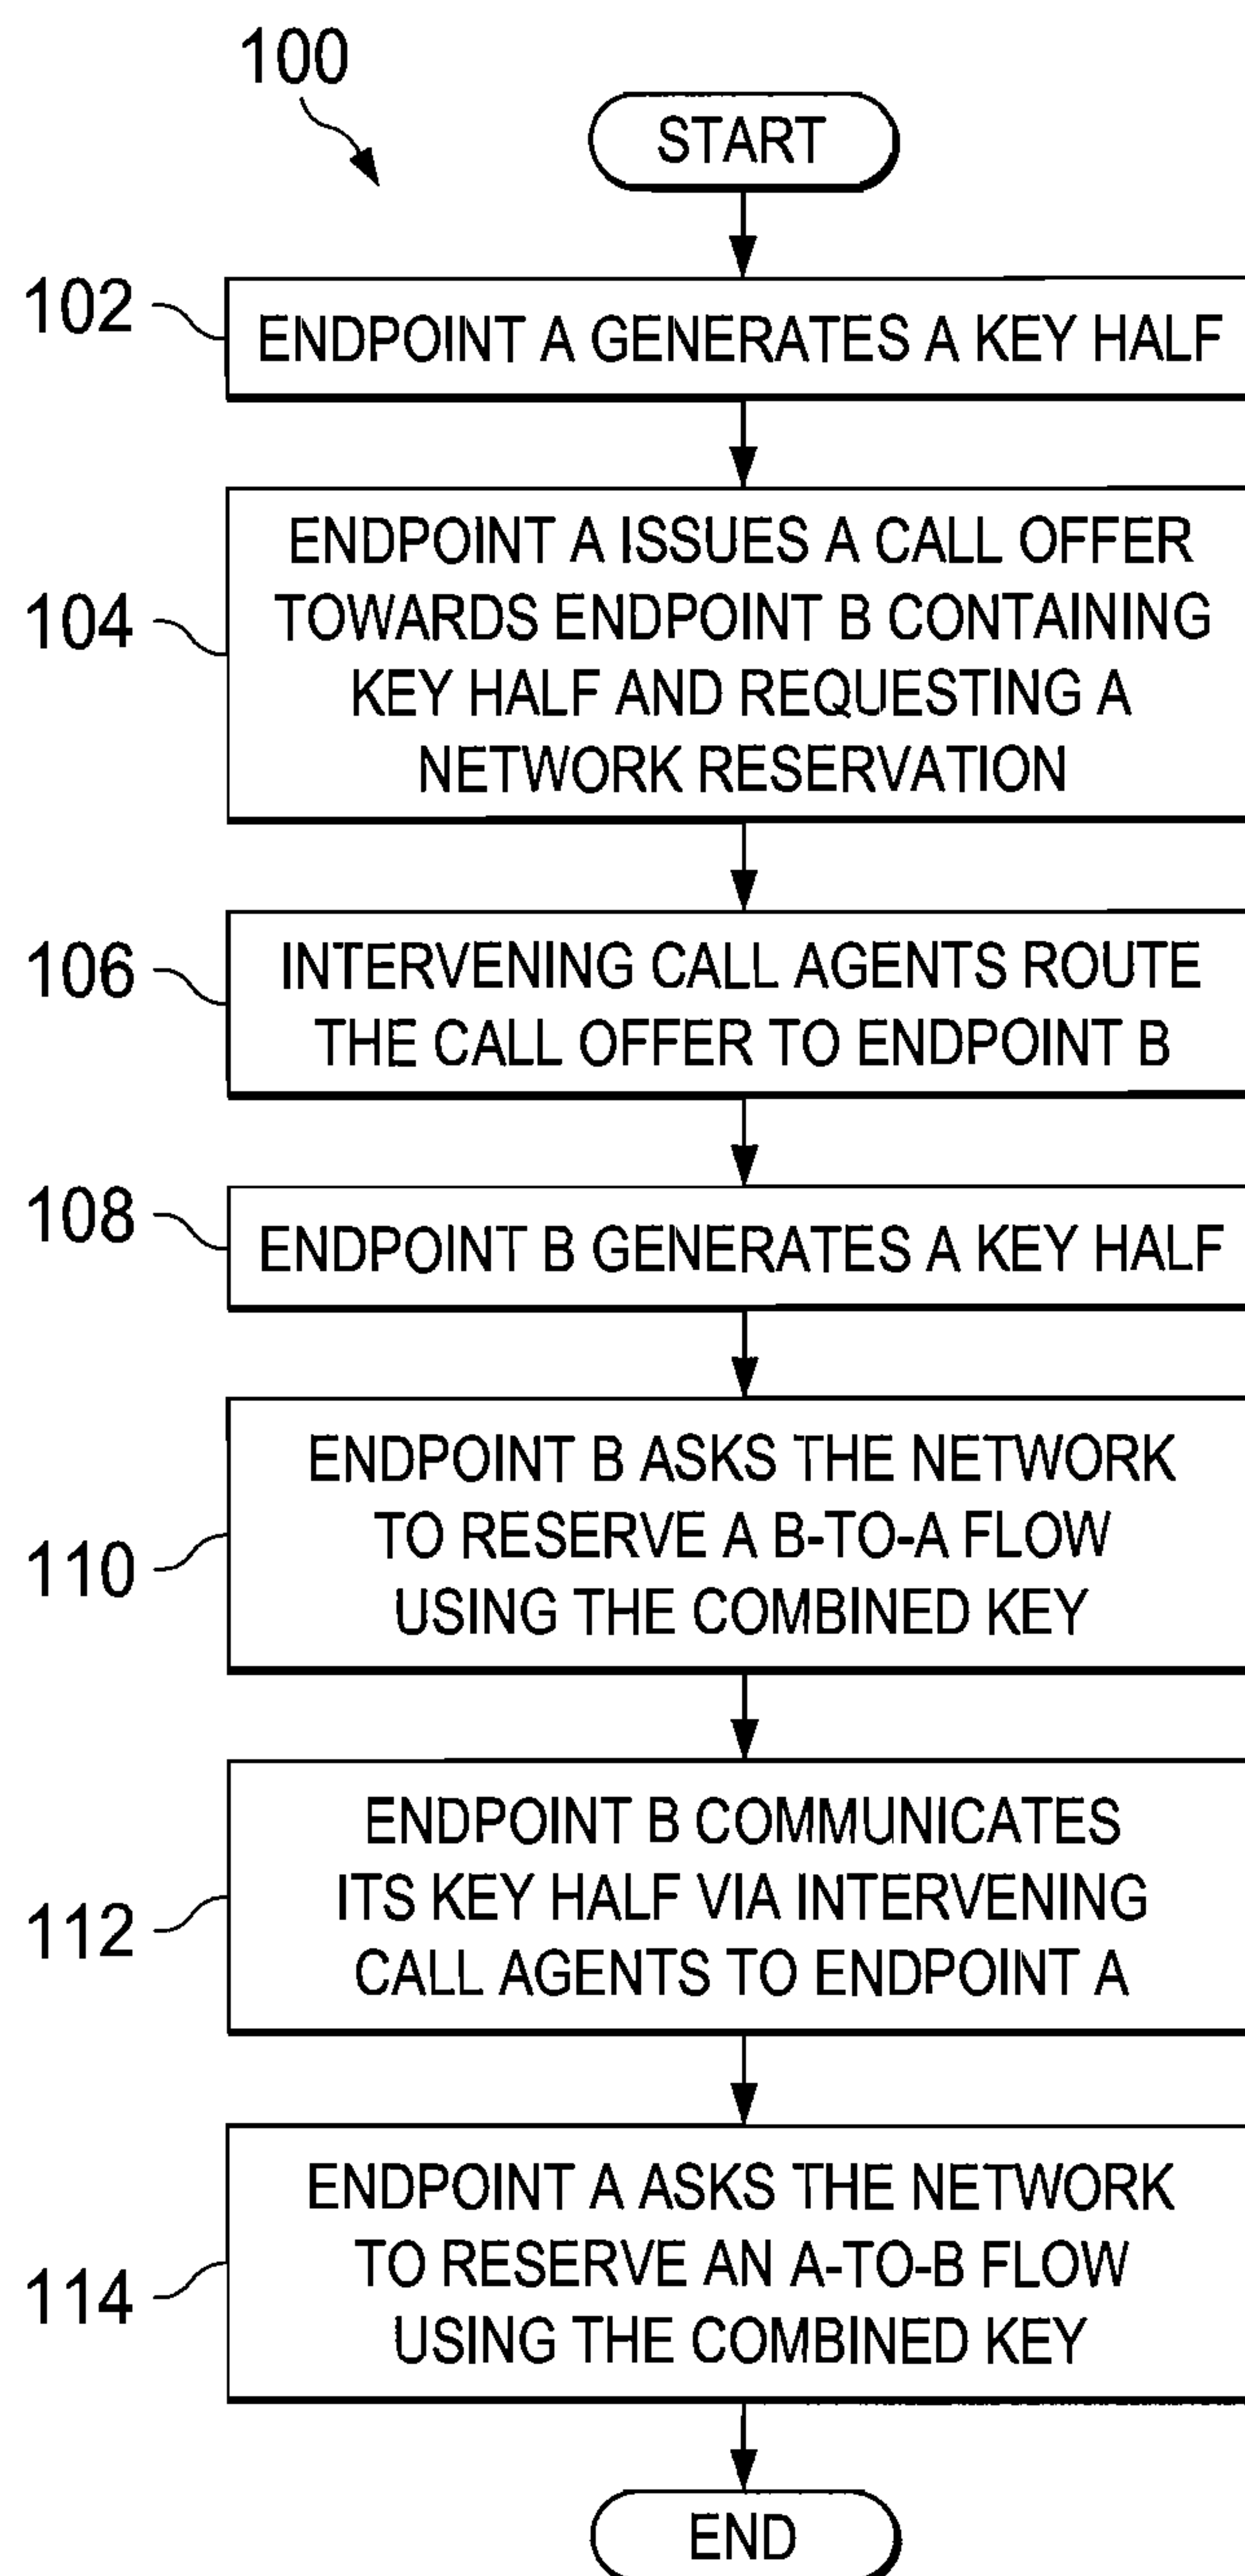 100
START
102
ENDPOINT A GENERATES A KEY HALF
104
ENDPOINT A ISSUES A CALL OFFER
TOWARDS ENDPOINT B CONTAINING
KEY HALF AND REQUESTING A
NETWORK RESERVATION
106
INTERVENING CALL AGENTS ROUTE
THE CALL OFFER TO ENDPOINT B
108
ENDPOINT B GENERATES A KEY HALF
110
ENDPOINT B ASKS THE NETWORK
TO RESERVE A B-TO-A FLOW
USING THE COMBINED KEY
112
ENDPOINT B COMMUNICATES
ITS KEY HALF VIA INTERVENING
CALL AGENTS TO ENDPOINT A
114
ENDPOINT A ASKS THE NETWORK
TO RESERVE AN A-TO-B FLOW
USING THE COMBINED KEY
END